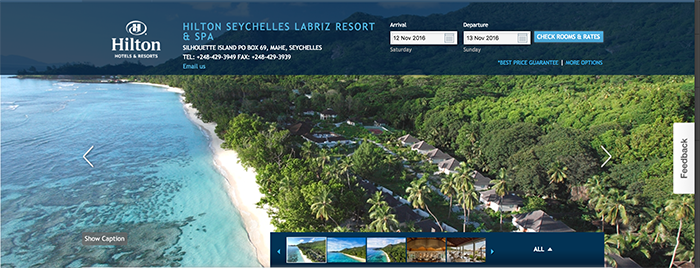 Hilton
HOTELS & RESORTS
HILTON SEYCHELLES LABRIZ RESORT
& SPA
SILHOUETTE ISLAND PO BOX 69, MAHE, SEYCHELLES
TEL: +248-429-3949 FAX: +248-429-3939
Email us
Arrival
12 Nov 2016
Saturday
Departure
13 Nov 2016
Sunday
CHECK ROOMS & RATES
*BEST PRICE GUARANTEE | MORE OPTIONS
Feedback
Show Caption
ALL